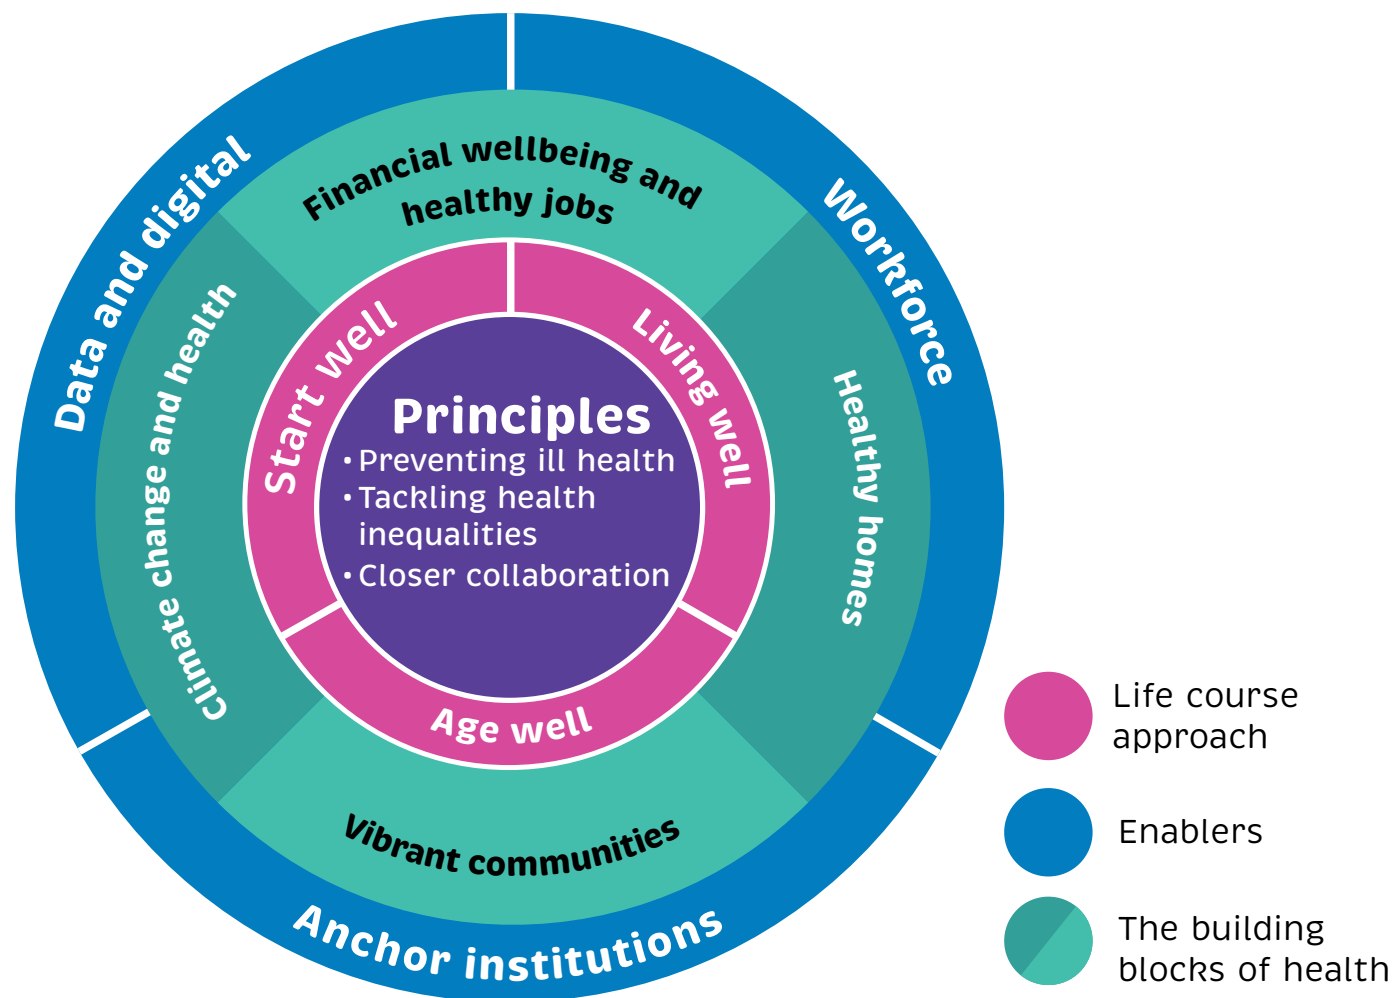 Data and digital
Workforce
Anchor institutions
Financial wellbeing and
healthy jobs
Climate change and health
Healthy homes
Vibrant communities
Start well
Living well
Age well
Principles
• Preventing ill health
• Tackling health
inequalities
• Closer collaboration
Life course
approach
Enablers
The building
blocks of health